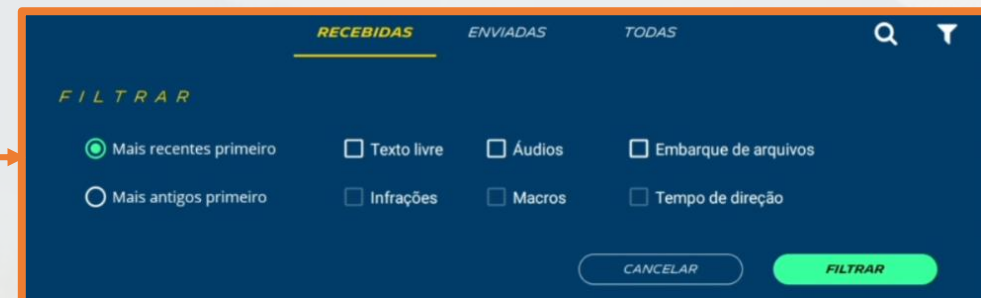 RECEBIDAS ENVIADAS TODAS
FILTRAR
Mais recentes primeiro Texto livre Áudios Embarque de arquivos
Mais antigos primeiro Infrações Macros Tempo de direção
CANCELAR FILTRAR